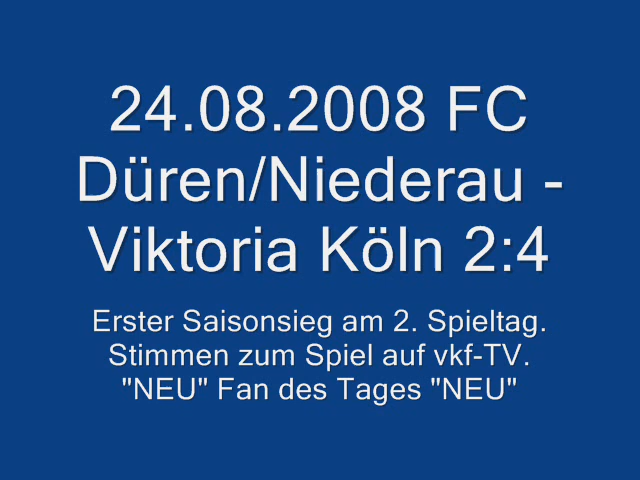 24.08.2008 FC
Düren/Niederau -
Viktoria Köln 2:4
Erster Saisonsieg am 2. Spieltag.
Stimmen zum Spiel auf vkf-TV.
"NEU" Fan des Tages "NEU"